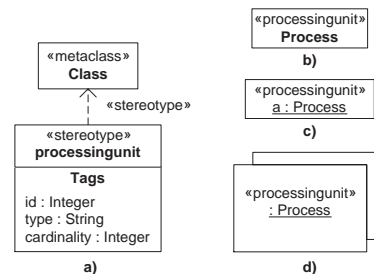 «metaclass»
Class
«stereotype»
«stereotype»
processingunit
Tags
id : Integer
type : String
cardinality : Integer
a)
«processingunit»
Process
b)
«processingunit»
a : Process
c)
«processingunit»
: Process
d)